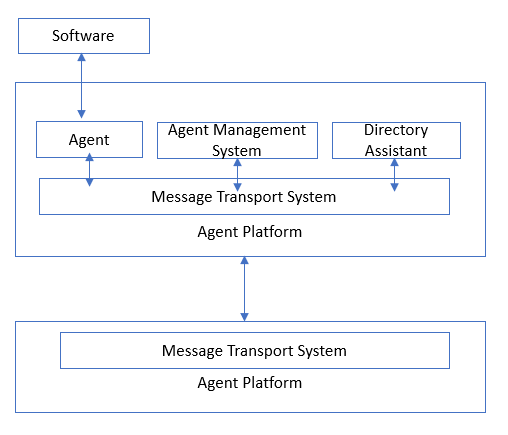 Software
Agent
Agent Management
System
Directory
Assistant
Message Transport System
Agent Platform
Message Transport System
Agent Platform